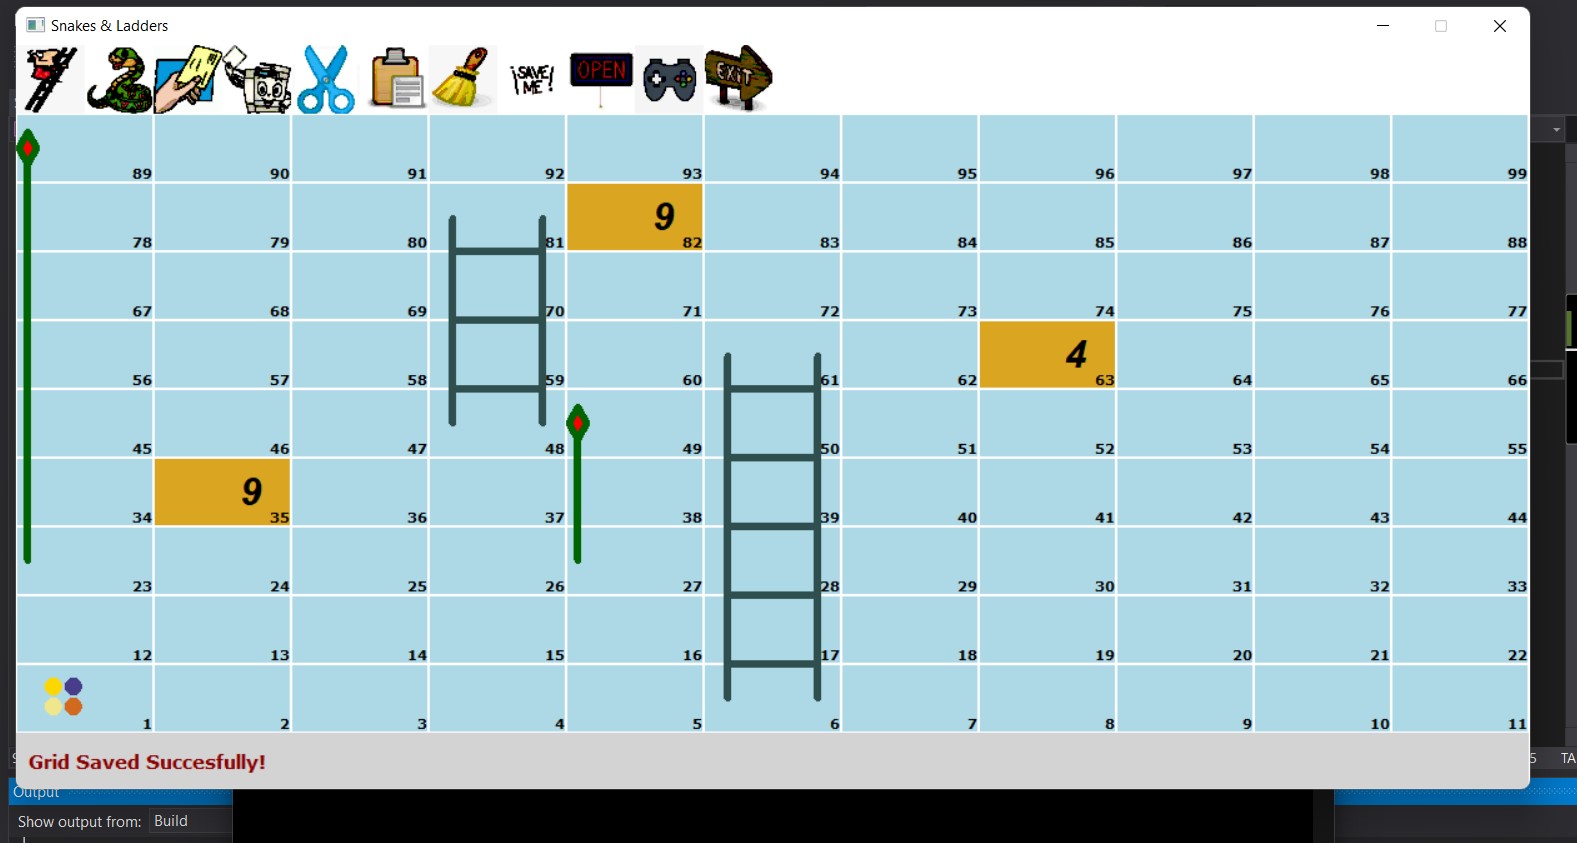 Snakes & Ladders
¡SAVE ME!
OPEN
EXIT
89 90 91 92 93 94 95 96 97 98 99
9
78 79 80 81 82 83 84 85 86 87 88
67 68 69 70 71 72 73 74 75 76 77
4
56 57 58 59 60 61 62 63 64 65 66
45 46 47 48 49 50 51 52 53 54 55
9
34 35 36 37 38 39 40 41 42 43 44
23 24 25 26 27 28 29 30 31 32 33
12 13 14 15 16 17 18 19 20 21 22
1 2 3 4 5 6 7 8 9 10 11
Grid Saved Succesfully!
5 TA
Output
Show output from: Build